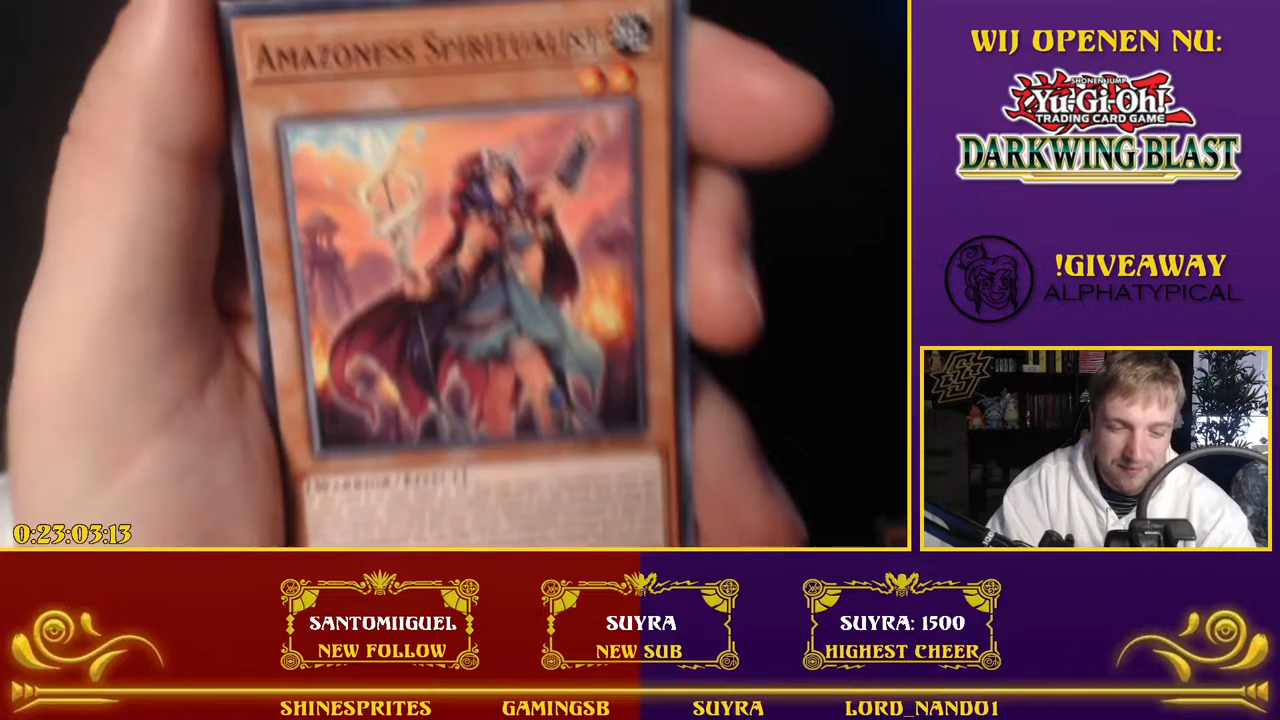 AMAZONESS SPIRITUALIST
WIJ OPENEN NU:
SHONEN JUMP
Yu-Gi-Oh!
TRADING CARD GAME
DARKWING BLAST
!GIVEAWAY
ALPHATYPICAL
0:23:03:13
SANTOMIIGUEL
NEW FOLLOW
SUYRA
NEW SUB
SUYRA: 1500
HIGHEST CHEER
SHINESPRITES
GAMINGSB
SUYRA
LORD_NANDO1